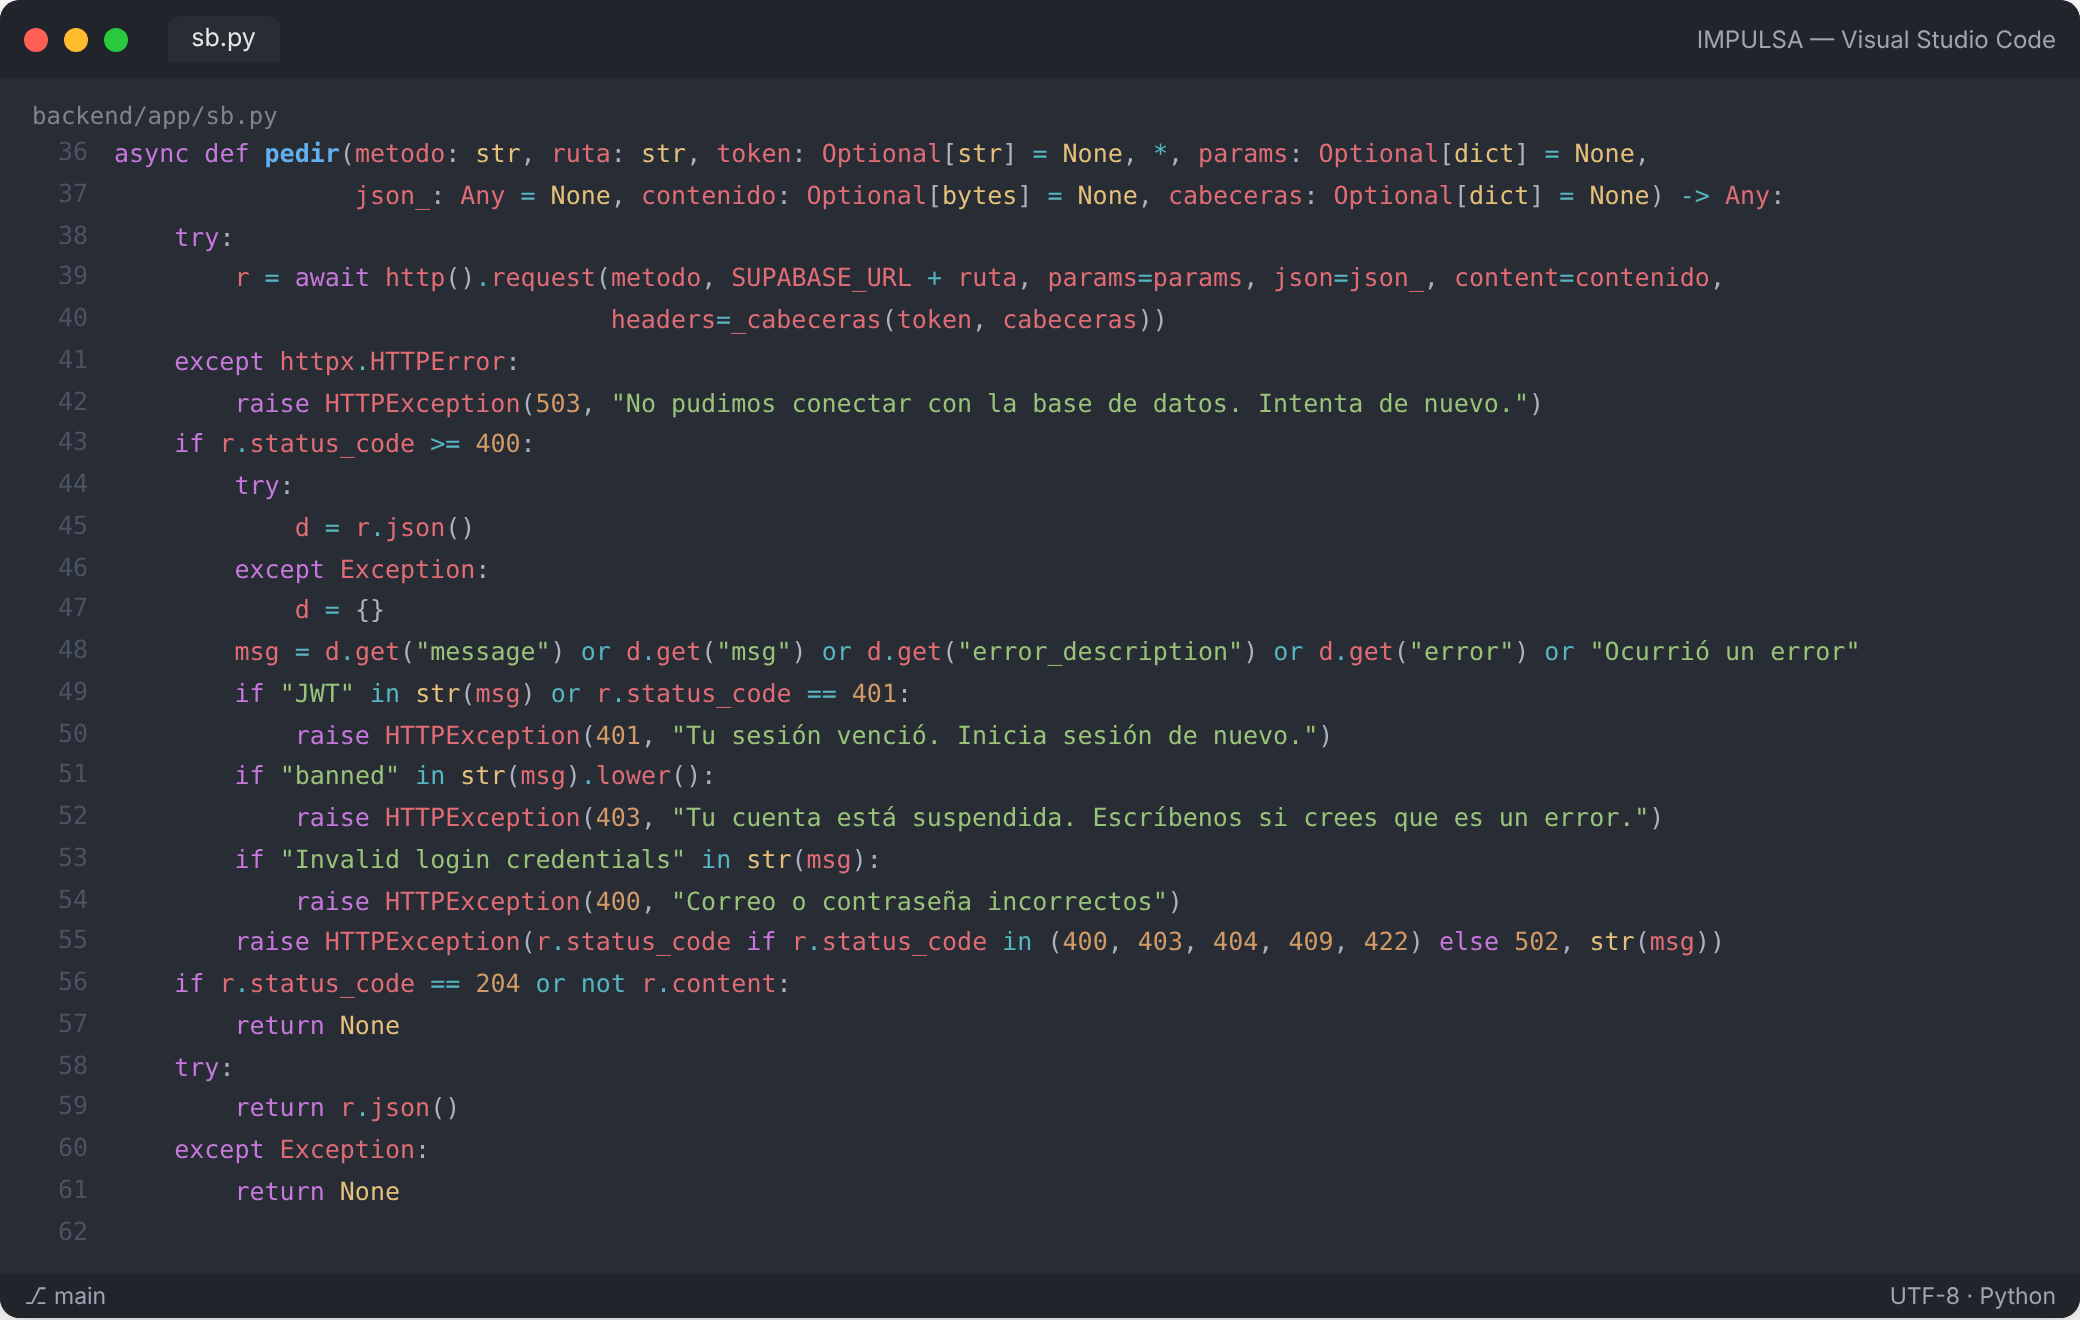 sb.py
IMPULSA — Visual Studio Code
backend/app/sb.py
36 async def pedir(metodo: str, ruta: str, token: Optional[str] = None, *, params: Optional[dict] = None,
37                 json_: Any = None, contenido: Optional[bytes] = None, cabeceras: Optional[dict] = None) -> Any:
38     try:
39         r = await http().request(metodo, SUPABASE_URL + ruta, params=params, json=json_, content=contenido,
40                                  headers=_cabeceras(token, cabeceras))
41     except httpx.HTTPError:
42         raise HTTPException(503, "No pudimos conectar con la base de datos. Intenta de nuevo.")
43     if r.status_code >= 400:
44         try:
45             d = r.json()
46         except Exception:
47             d = {}
48         msg = d.get("message") or d.get("msg") or d.get("error_description") or d.get("error") or "Ocurrió un error"
49         if "JWT" in str(msg) or r.status_code == 401:
50             raise HTTPException(401, "Tu sesión venció. Inicia sesión de nuevo.")
51         if "banned" in str(msg).lower():
52             raise HTTPException(403, "Tu cuenta está suspendida. Escríbenos si crees que es un error.")
53         if "Invalid login credentials" in str(msg):
54             raise HTTPException(400, "Correo o contraseña incorrectos")
55         raise HTTPException(r.status_code if r.status_code in (400, 403, 404, 409, 422) else 502, str(msg))
56     if r.status_code == 204 or not r.content:
57         return None
58     try:
59         return r.json()
60     except Exception:
61         return None
62
⎇ main
UTF-8 · Python